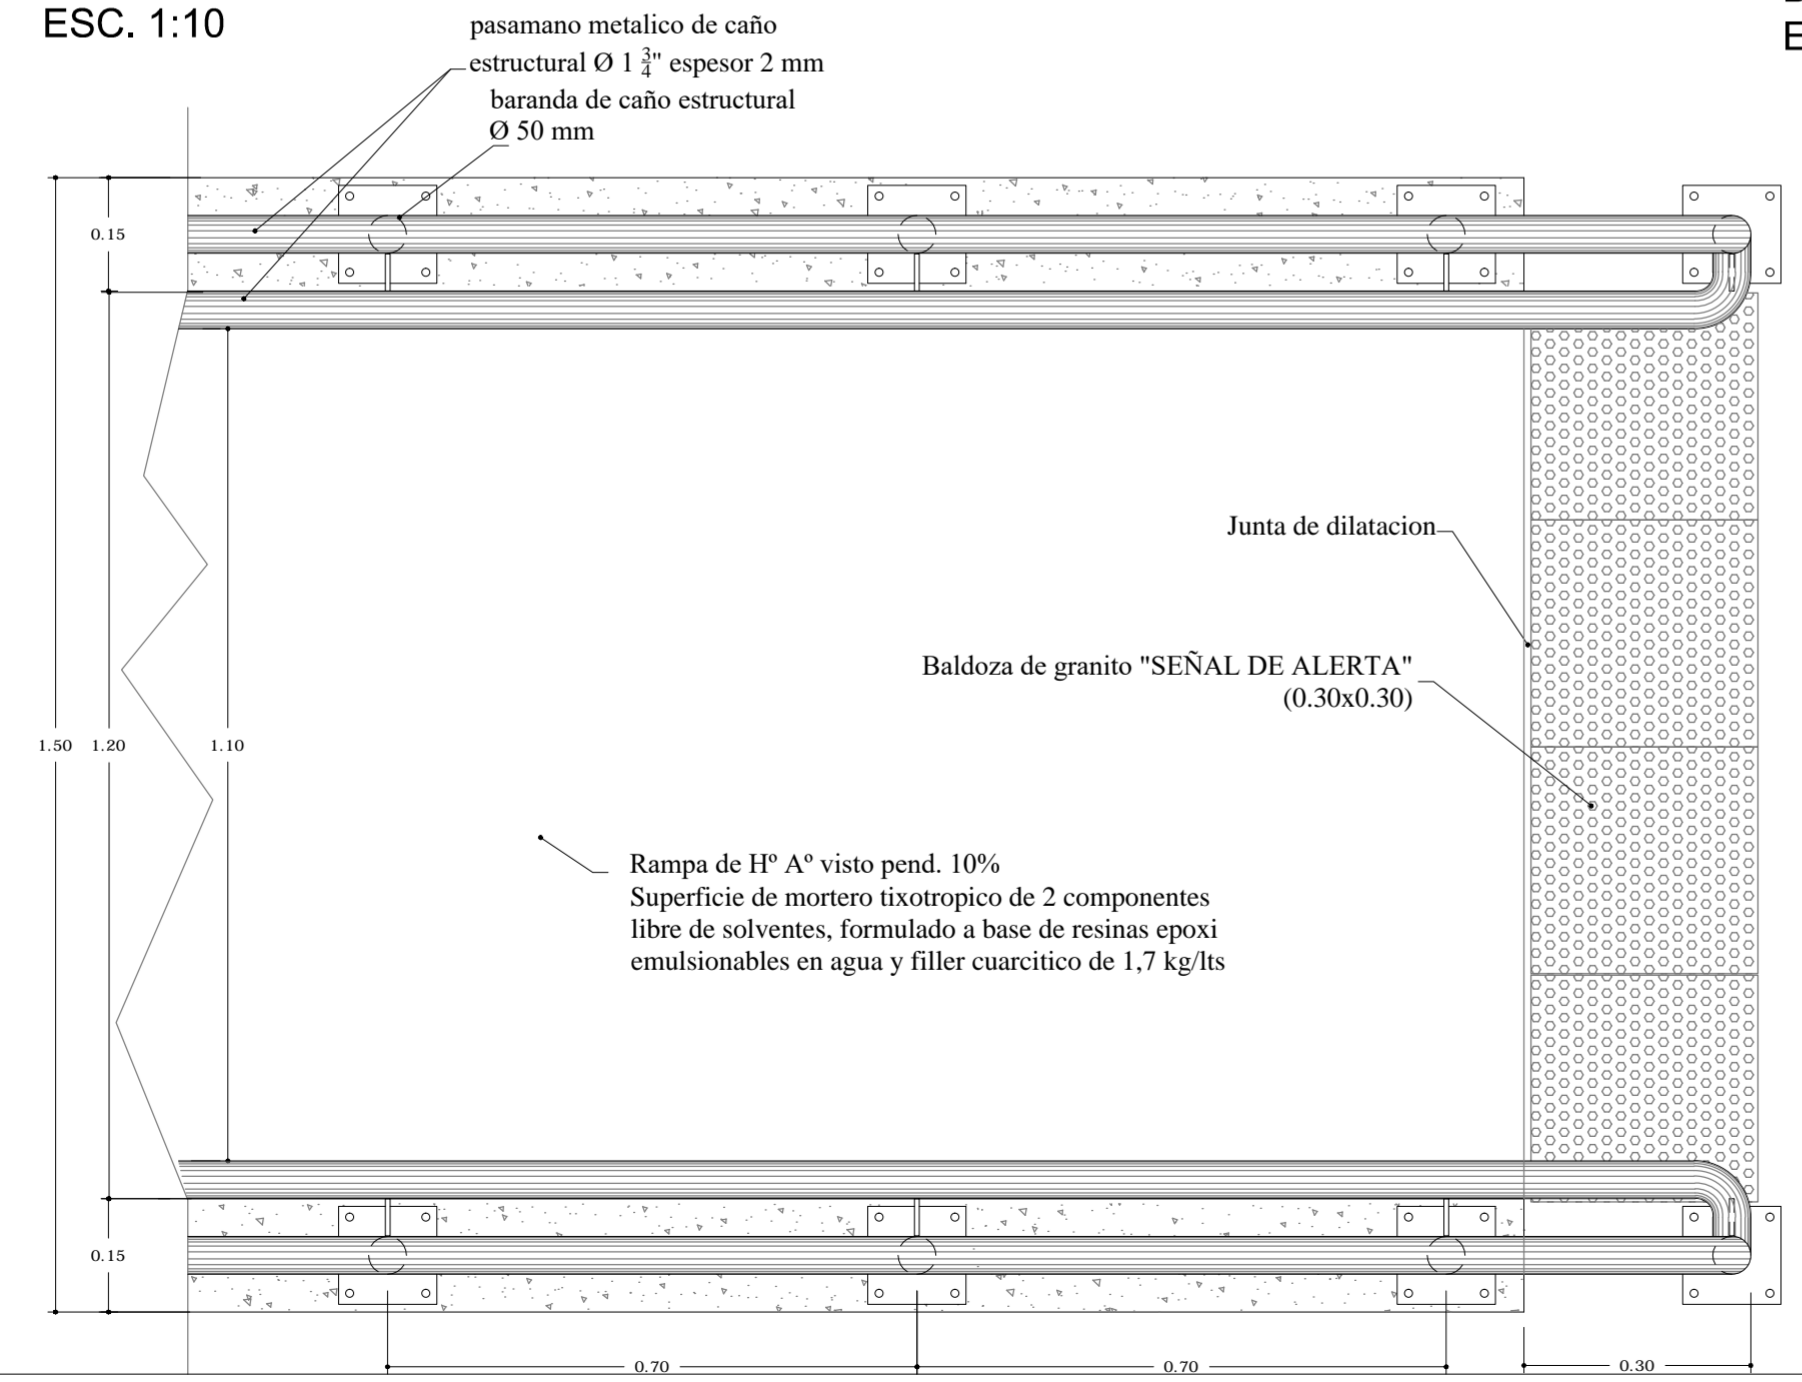 ESC. 1:10
E
pasamano metalico de caño
estructural Ø 1 3/4" espesor 2 mm
baranda de caño estructural
Ø 50 mm
0.15
Junta de dilatacion
Baldoza de granito "SEÑAL DE ALERTA"
(0.30x0.30)
1.50
1.20
1.10
Rampa de Hº Aº visto pend. 10%
Superficie de mortero tixotropico de 2 componentes
libre de solventes, formulado a base de resinas epoxi
emulsionables en agua y filler cuarcitico de 1,7 kg/lts
0.15
0.70
0.70
0.30